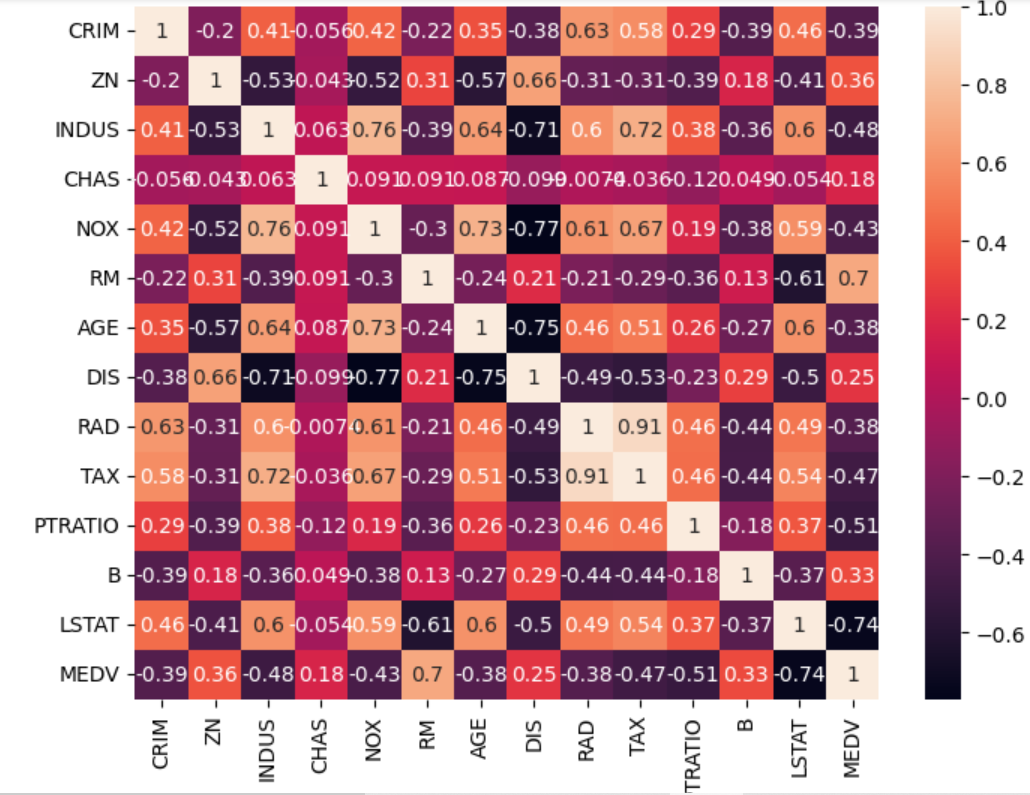 CRIM 1 -0.2 0.41 -0.056 0.42 -0.22 0.35 -0.38 0.63 0.58 0.29 -0.39 0.46 -0.39 1.0
ZN -0.2 1 -0.53 -0.043 -0.52 0.31 -0.57 0.66 -0.31 -0.31 -0.39 0.18 -0.41 0.36 0.8
INDUS 0.41 -0.53 1 0.063 0.76 -0.39 0.64 -0.71 0.6 0.72 0.38 -0.36 0.6 -0.48
CHAS -0.056 -0.043 0.063 1 0.091 0.091 0.087 -0.099 -0.0074 -0.036 -0.12 0.049 -0.054 0.18 0.6
NOX 0.42 -0.52 0.76 0.091 1 -0.3 0.73 -0.77 0.61 0.67 0.19 -0.38 0.59 -0.43 0.4
RM -0.22 0.31 -0.39 0.091 -0.3 1 -0.24 0.21 -0.21 -0.29 -0.36 0.13 -0.61 0.7
AGE 0.35 -0.57 0.64 0.087 0.73 -0.24 1 -0.75 0.46 0.51 0.26 -0.27 0.6 -0.38 0.2
DIS -0.38 0.66 -0.71 -0.099 -0.77 0.21 -0.75 1 -0.49 -0.53 -0.23 0.29 -0.5 0.25 0.0
RAD 0.63 -0.31 0.6 -0.0074 0.61 -0.21 0.46 -0.49 1 0.91 0.46 -0.44 0.49 -0.38
TAX 0.58 -0.31 0.72 -0.036 0.67 -0.29 0.51 -0.53 0.91 1 0.46 -0.44 0.54 -0.47 −0.2
PTRATIO 0.29 -0.39 0.38 -0.12 0.19 -0.36 0.26 -0.23 0.46 0.46 1 -0.18 0.37 -0.51
B -0.39 0.18 -0.36 0.049 -0.38 0.13 -0.27 0.29 -0.44 -0.44 -0.18 1 -0.37 0.33 −0.4
LSTAT 0.46 -0.41 0.6 -0.054 0.59 -0.61 0.6 -0.5 0.49 0.54 0.37 -0.37 1 -0.74 −0.6
MEDV -0.39 0.36 -0.48 0.18 -0.43 0.7 -0.38 0.25 -0.38 -0.47 -0.51 0.33 -0.74 1
CRIM ZN INDUS CHAS NOX RM AGE DIS RAD TAX TRATIO B LSTAT MEDV